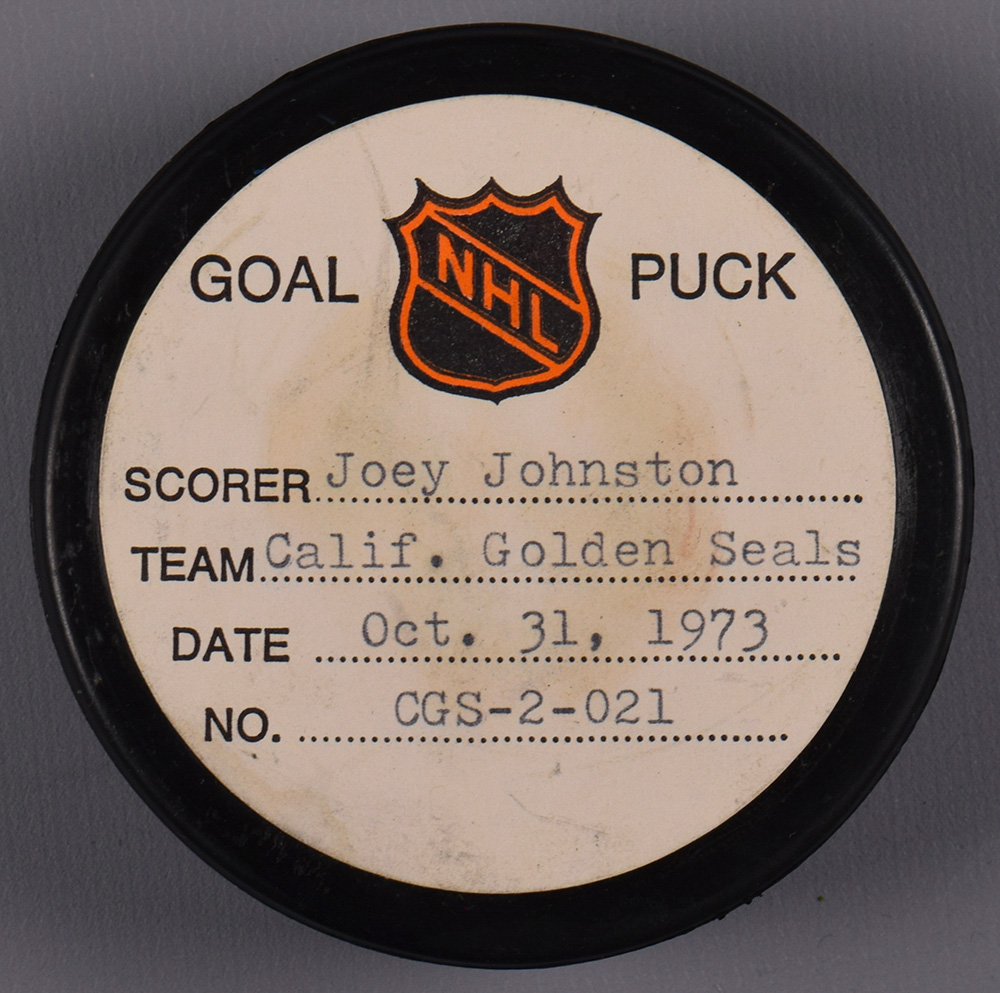 GOAL NHL PUCK
SCORER Joey Johnston
TEAM Calif. Golden Seals
DATE Oct. 31, 1973
NO. CGS-2-021